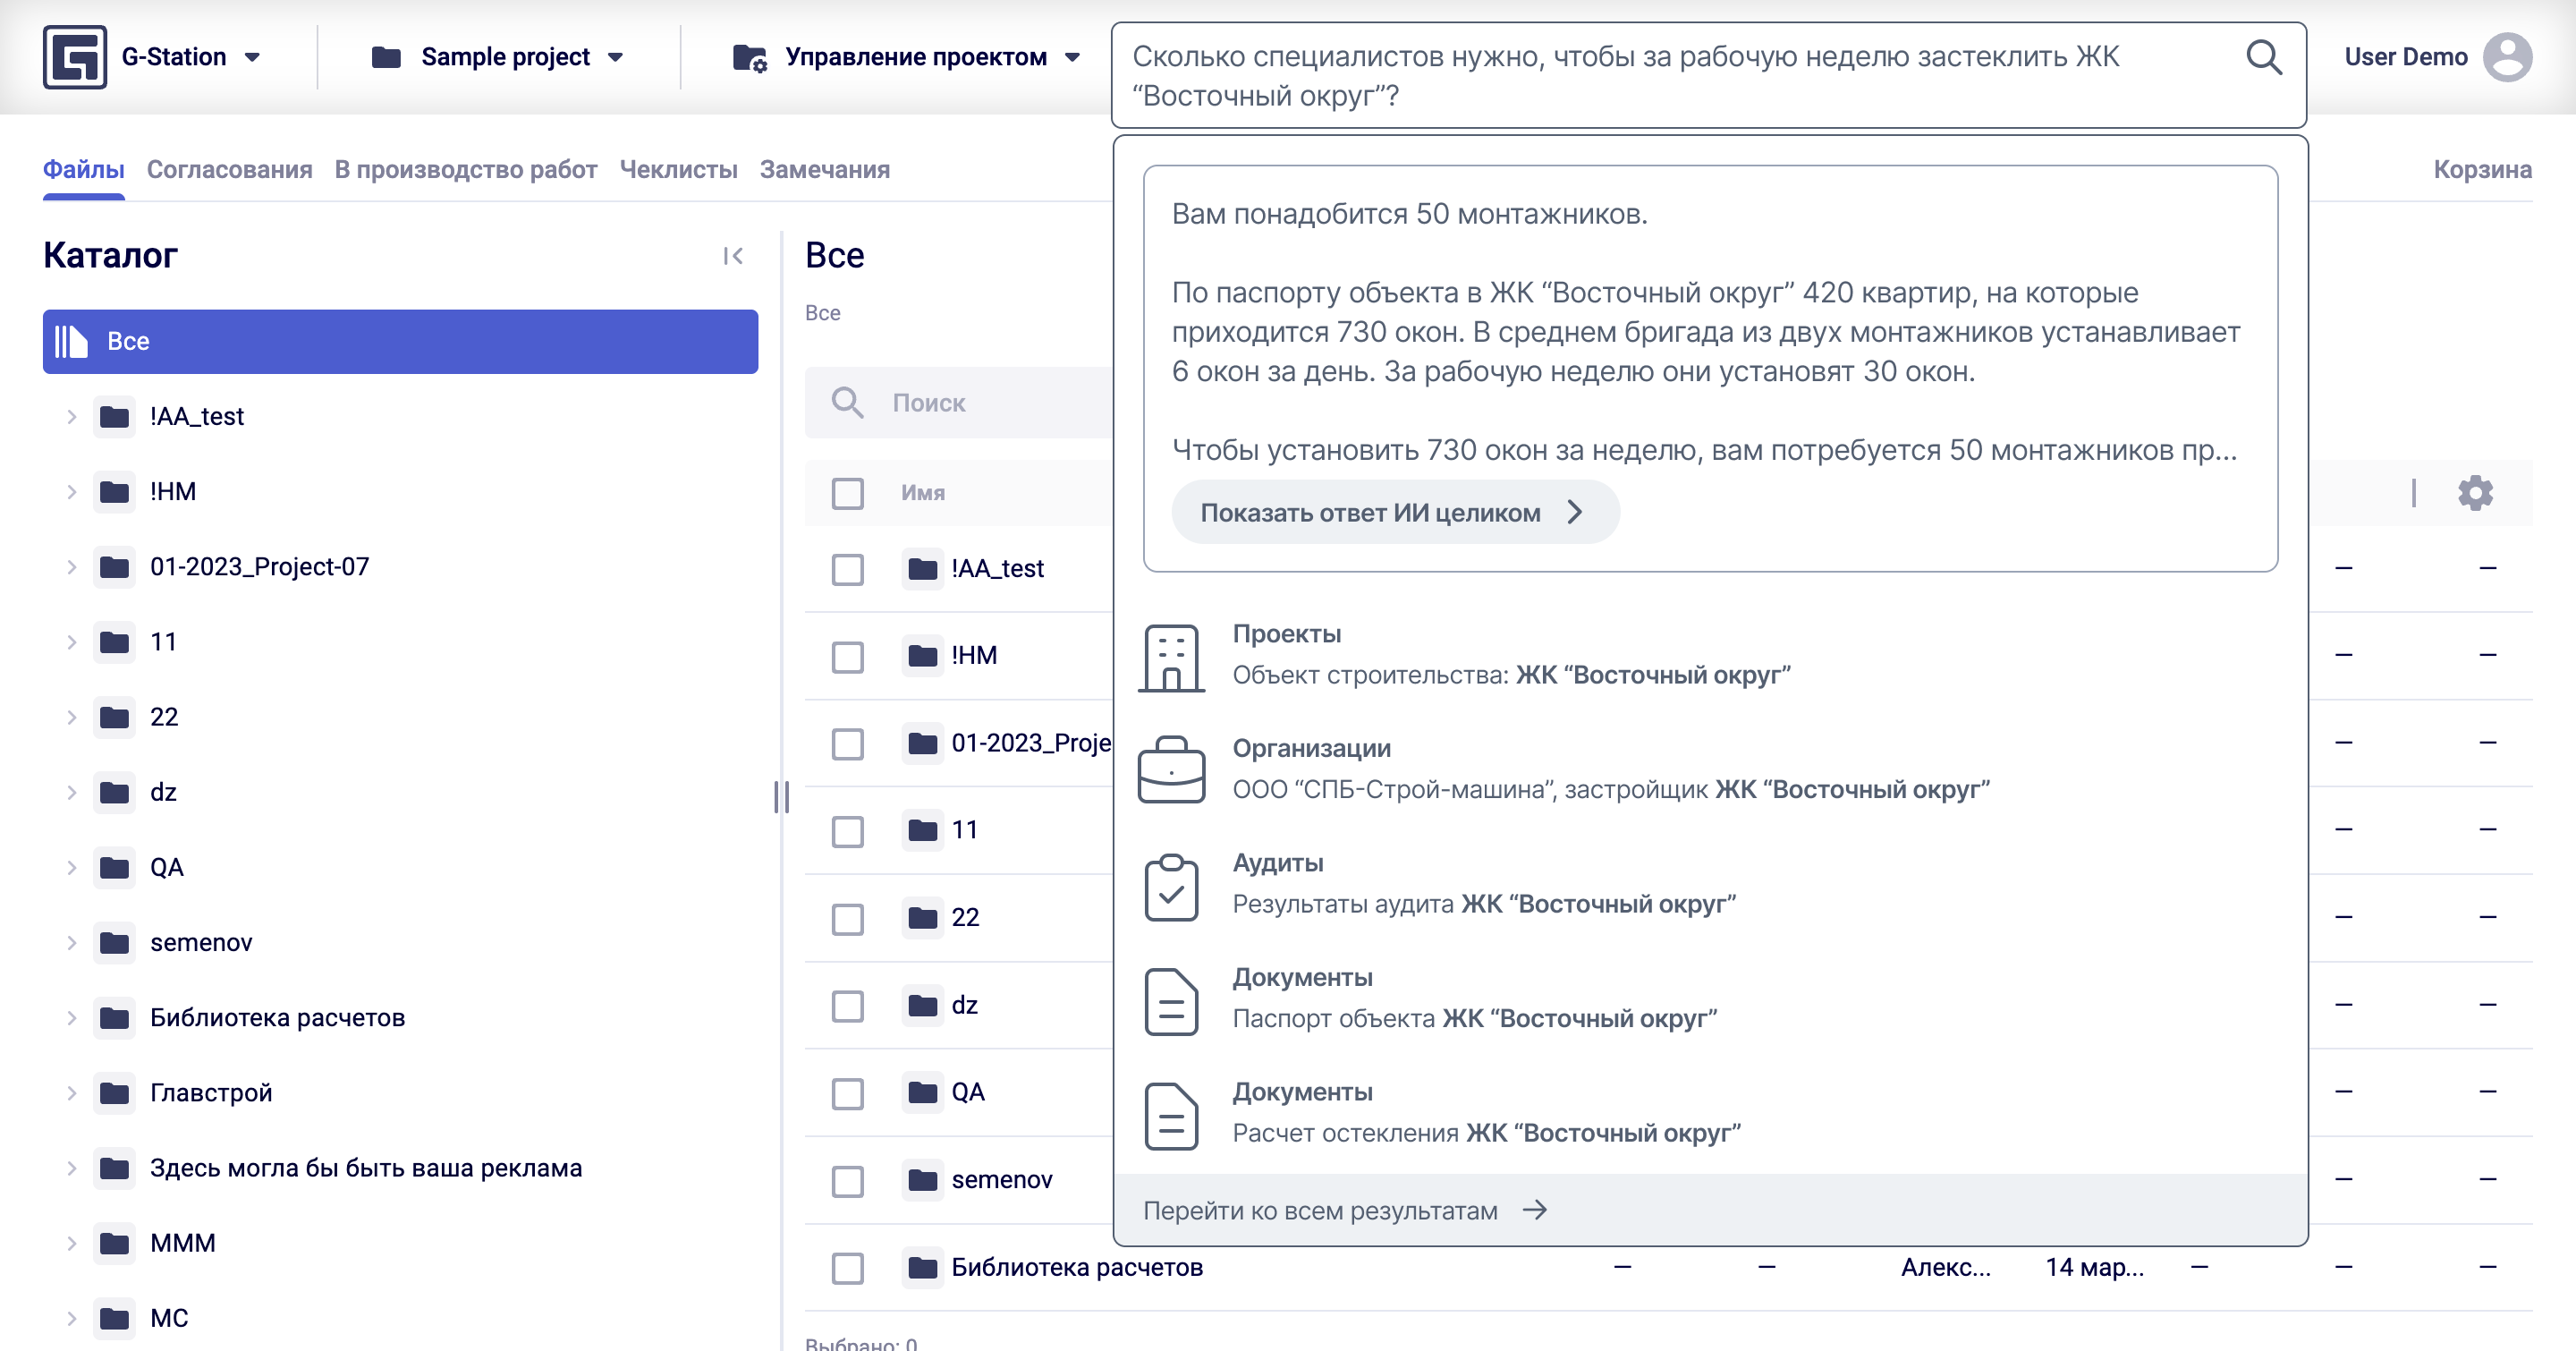 G-Station
Sample project
Управление проектом
Сколько специалистов нужно, чтобы за рабочую неделю застеклить ЖК
“Восточный округ”?
User Demo
Файлы
Согласования
В производство работ
Чеклисты
Замечания
Корзина
Каталог
Все
!AA_test
!HM
01-2023_Project-07
11
22
dz
QA
semenov
Библиотека расчетов
Главстрой
Здесь могла бы быть ваша реклама
МММ
МС
Все
Все
Поиск
Имя
!AA_test
– –
!HM
– –
01-2023_Proje
– –
11
– –
22
– –
dz
– –
QA
– –
semenov
– –
Библиотека расчетов – – Алекс... 14 мар... – – –
Выбрано: 0
Вам понадобится 50 монтажников.
По паспорту объекта в ЖК “Восточный округ” 420 квартир, на которые
приходится 730 окон. В среднем бригада из двух монтажников устанавливает
6 окон за день. За рабочую неделю они установят 30 окон.
Чтобы установить 730 окон за неделю, вам потребуется 50 монтажников пр...
Показать ответ ИИ целиком
Проекты
Объект строительства: ЖК “Восточный округ”
Организации
ООО “СПБ-Строй-машина”, застройщик ЖК “Восточный округ”
Аудиты
Результаты аудита ЖК “Восточный округ”
Документы
Паспорт объекта ЖК “Восточный округ”
Документы
Расчет остекления ЖК “Восточный округ”
Перейти ко всем результатам →